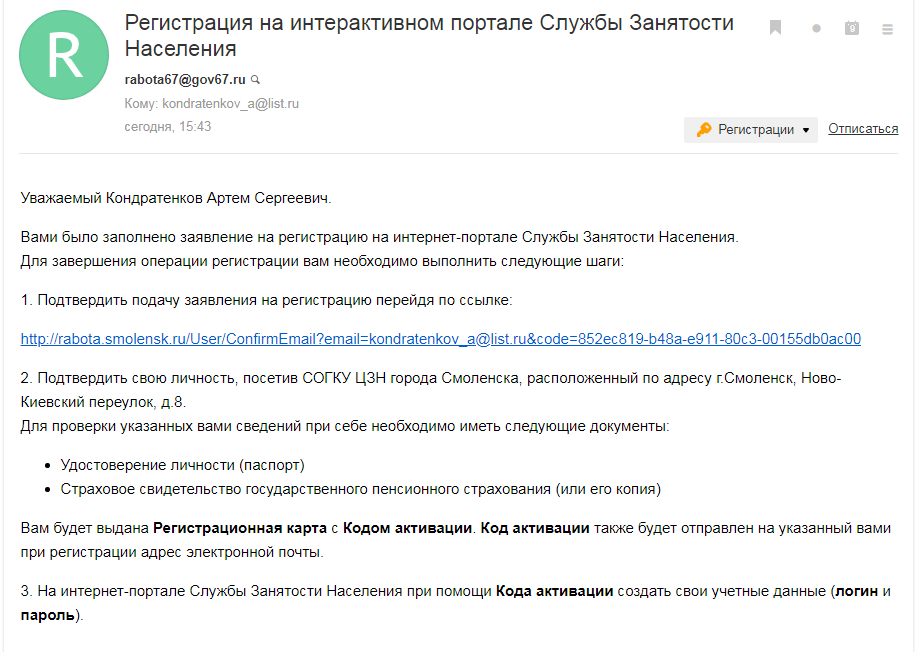 R
Регистрация на интерактивном портале Службы Занятости
Населения
9
rabota67@gov67.ru
Кому: kondratenkov_a@list.ru
сегодня, 15:43
Регистрации
Отписаться
Уважаемый Кондратенков Артем Сергеевич.
Вами было заполнено заявление на регистрацию на интернет-портале Службы Занятости Населения.
Для завершения операции регистрации вам необходимо выполнить следующие шаги:
1. Подтвердить подачу заявления на регистрацию перейдя по ссылке:
http://rabota.smolensk.ru/User/ConfirmEmail?email=kondratenkov_a@list.ru&code=852ec819-b48a-e911-80c3-00155db0ac00
2. Подтвердить свою личность, посетив СОГКУ ЦЗН города Смоленска, расположенный по адресу г.Смоленск, Ново-
Киевский переулок, д.8.
Для проверки указанных вами сведений при себе необходимо иметь следующие документы:
• Удостоверение личности (паспорт)
• Страховое свидетельство государственного пенсионного страхования (или его копия)
Вам будет выдана Регистрационная карта с Кодом активации. Код активации также будет отправлен на указанный вами
при регистрации адрес электронной почты.
3. На интернет-портале Службы Занятости Населения при помощи Кода активации создать свои учетные данные (логин и
пароль).